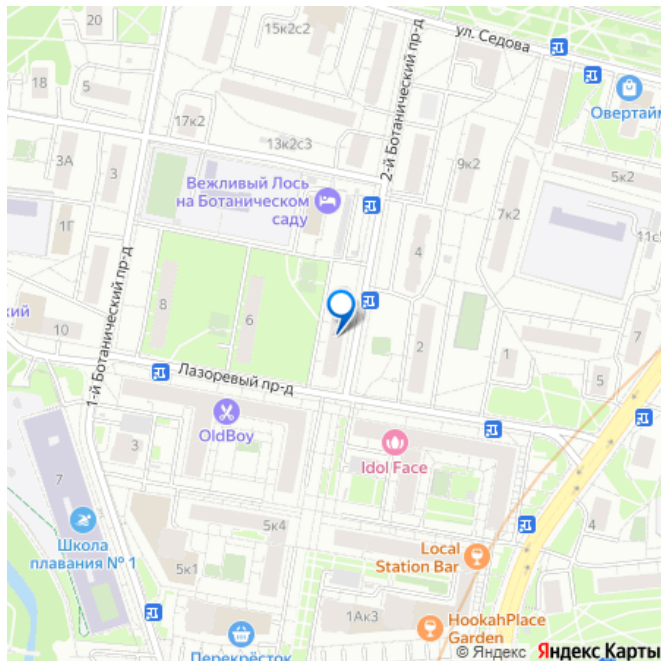 20
15к2с2
ул. Седова
2-й Ботанический пр-д
18
5
Овертайм
17к2
13к2с3
9к2
3А
3
5к2
Вежливый Лось
на Ботаническом
саду
7к2
1Г
4
11с
1-й Ботанический пр-д
8
6
кий
10
2
1
7
Лазоревый пр-д
5
OldBoy
3
Idol Face
7
5к4
4
Школа
плавания № 1
5к1
Local
Station Bar
1Ак3
HookahPlace
Garden
Перекрёсток
© Яндекс Яндекс Карты